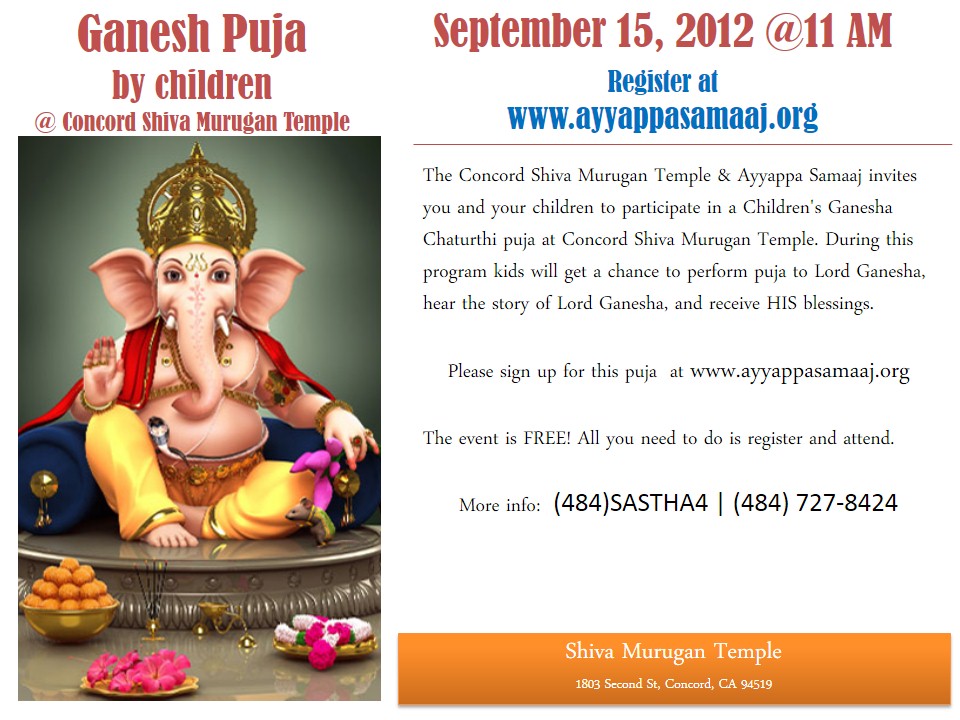 Ganesh Puja
by children
@ Concord Shiva Murugan Temple
September 15, 2012 @11 AM
Register at
www.ayyappasamaaj.org
The Concord Shiva Murugan Temple & Ayyappa Samaaj invites
you and your children to participate in a Children's Ganesha
Chaturthi puja at Concord Shiva Murugan Temple. During this
program kids will get a chance to perform puja to Lord Ganesha,
hear the story of Lord Ganesha, and receive HIS blessings.
Please sign up for this puja at www.ayyappasamaaj.org
The event is FREE! All you need to do is register and attend.
More info: (484)SASTHA4 | (484) 727-8424
Shiva Murugan Temple
1803 Second St, Concord, CA 94519